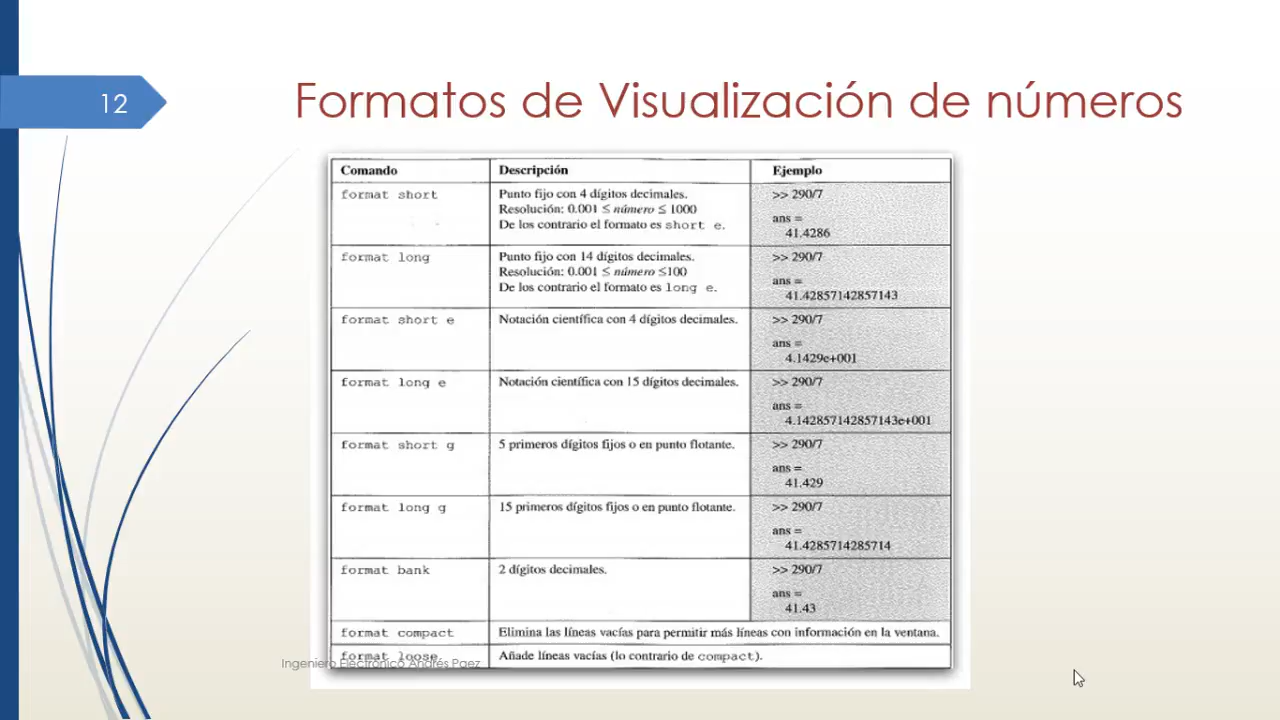 12
Formatos de Visualización de números
Comando Descripción Ejemplo
format short Punto fijo con 4 dígitos decimales. >> 290/7
Resolución: 0.001 ≤ número ≤ 1000 ans =
De los contrario el formato es short e. 41.4286
format long Punto fijo con 14 dígitos decimales. >> 290/7
Resolución: 0.001 ≤ número ≤100 ans =
De los contrario el formato es long e. 41.42857142857143
format short e Notación científica con 4 dígitos decimales. >> 290/7
ans =
4.1429e+001
format long e Notación científica con 15 dígitos decimales. >> 290/7
ans =
4.142857142857143e+001
format short g 5 primeros dígitos fijos o en punto flotante. >> 290/7
ans =
41.429
format long g 15 primeros dígitos fijos o en punto flotante. >> 290/7
ans =
41.4285714285714
format bank 2 dígitos decimales. >> 290/7
ans =
41.43
format compact Elimina las líneas vacías para permitir más líneas con información en la ventana.
format loose. Añade líneas vacías (lo contrario de compact).
Ingeniero Electrónico Andrés Paez